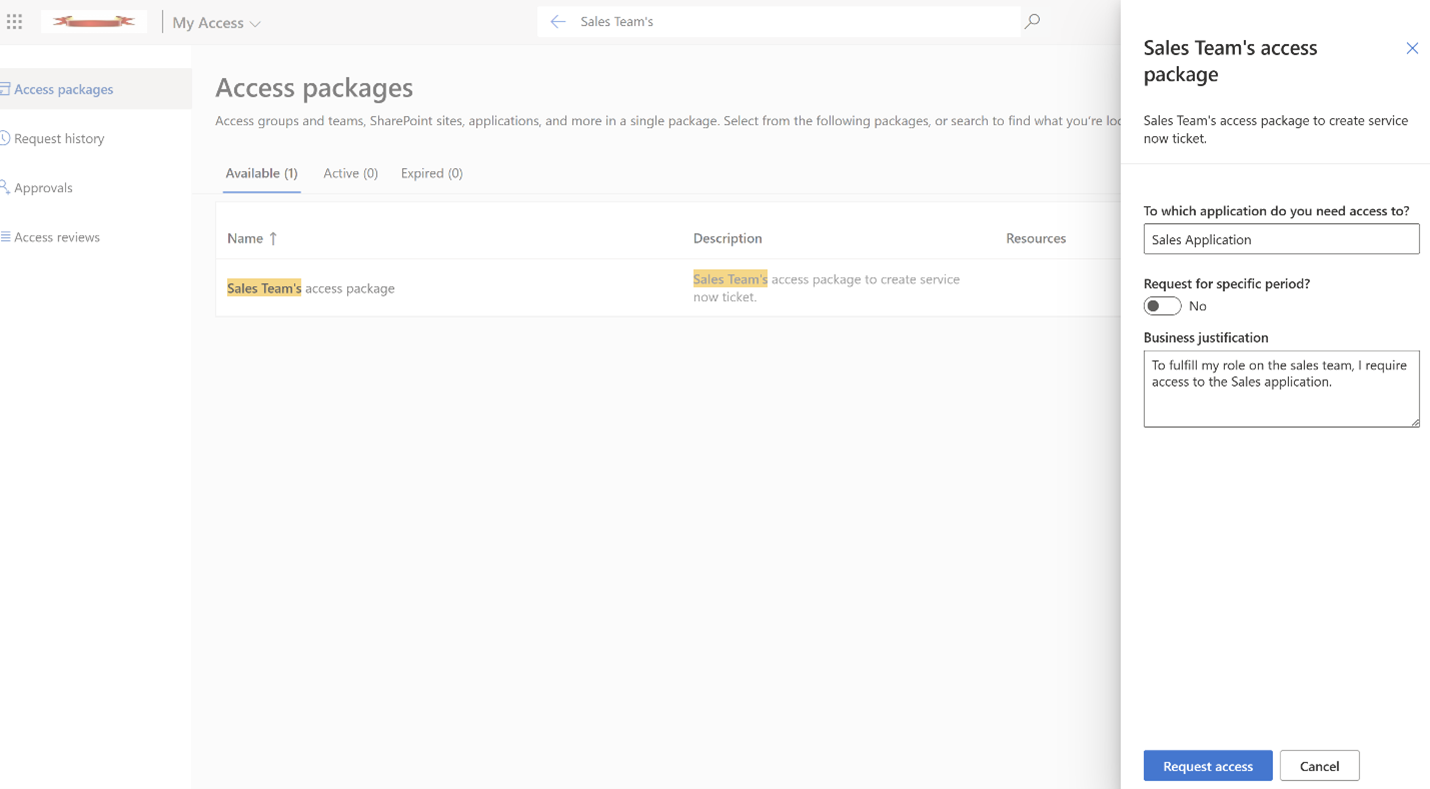 My Access
Sales Team's
Access packages
Request history
Approvals
Access reviews
Access packages
Access groups and teams, SharePoint sites, applications, and more in a single package. Select from the following packages, or search to find what you're
Available (1) Active (0) Expired (0)
Name ↑ Description Resources
Sales Team's access package
Sales Team's access package to create service
now ticket.
Sales Team's access
package
Sales Team's access package to create service
now ticket.
To which application do you need access to?
Sales Application
Request for specific period?
No
Business justification
To fulfill my role on the sales team, I require
access to the Sales application.
Request access Cancel